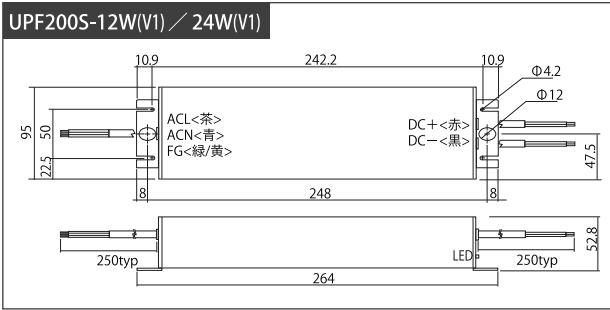 UPF200S-12W(V1) ／ 24W(V1)
10.9
242.2
10.9
Φ4.2
Φ12
95
50
22.5
ACL<茶>
ACN<青>
FG<緑/黄>
DC＋<赤>
DC－<黒>
47.5
8
248
8
250typ
LED
250typ
52.8
264